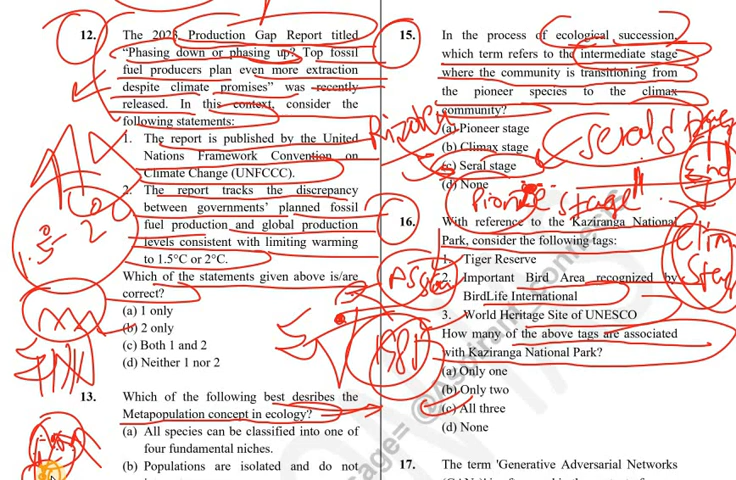 12. The 2023 Production Gap Report titled
"Phasing down or phasing up? Top fossil
fuel producers plan even more extraction
despite climate promises" was recently
released. In this context, consider the
following statements:
1. The report is published by the United
Nations Framework Convention on
Climate Change (UNFCCC).
2. The report tracks the discrepancy
between governments' planned fossil
fuel production and global production
levels consistent with limiting warming
to 1.5°C or 2°C.
Which of the statements given above is/are
correct?
(a) 1 only
(b) 2 only
(c) Both 1 and 2
(d) Neither 1 nor 2
13. Which of the following best desribes the
Metapopulation concept in ecology?
(a) All species can be classified into one of
four fundamental niches.
(b) Populations are isolated and do not
15. In the process of ecological succession,
which term refers to the intermediate stage
where the community is transitioning from
the pioneer species to the climax
community?
(a) Pioneer stage
(b) Climax stage
(c) Seral stage
(d) None
16. With reference to the Kaziranga National
Park, consider the following tags:
1. Tiger Reserve
2. Important Bird Area recognized by
BirdLife International
3. World Heritage Site of UNESCO
How many of the above tags are associated
with Kaziranga National Park?
(a) Only one
(b) Only two
(c) All three
(d) None
17. The term 'Generative Adversarial Networks
1.5-2
Seral stage
End
stage"